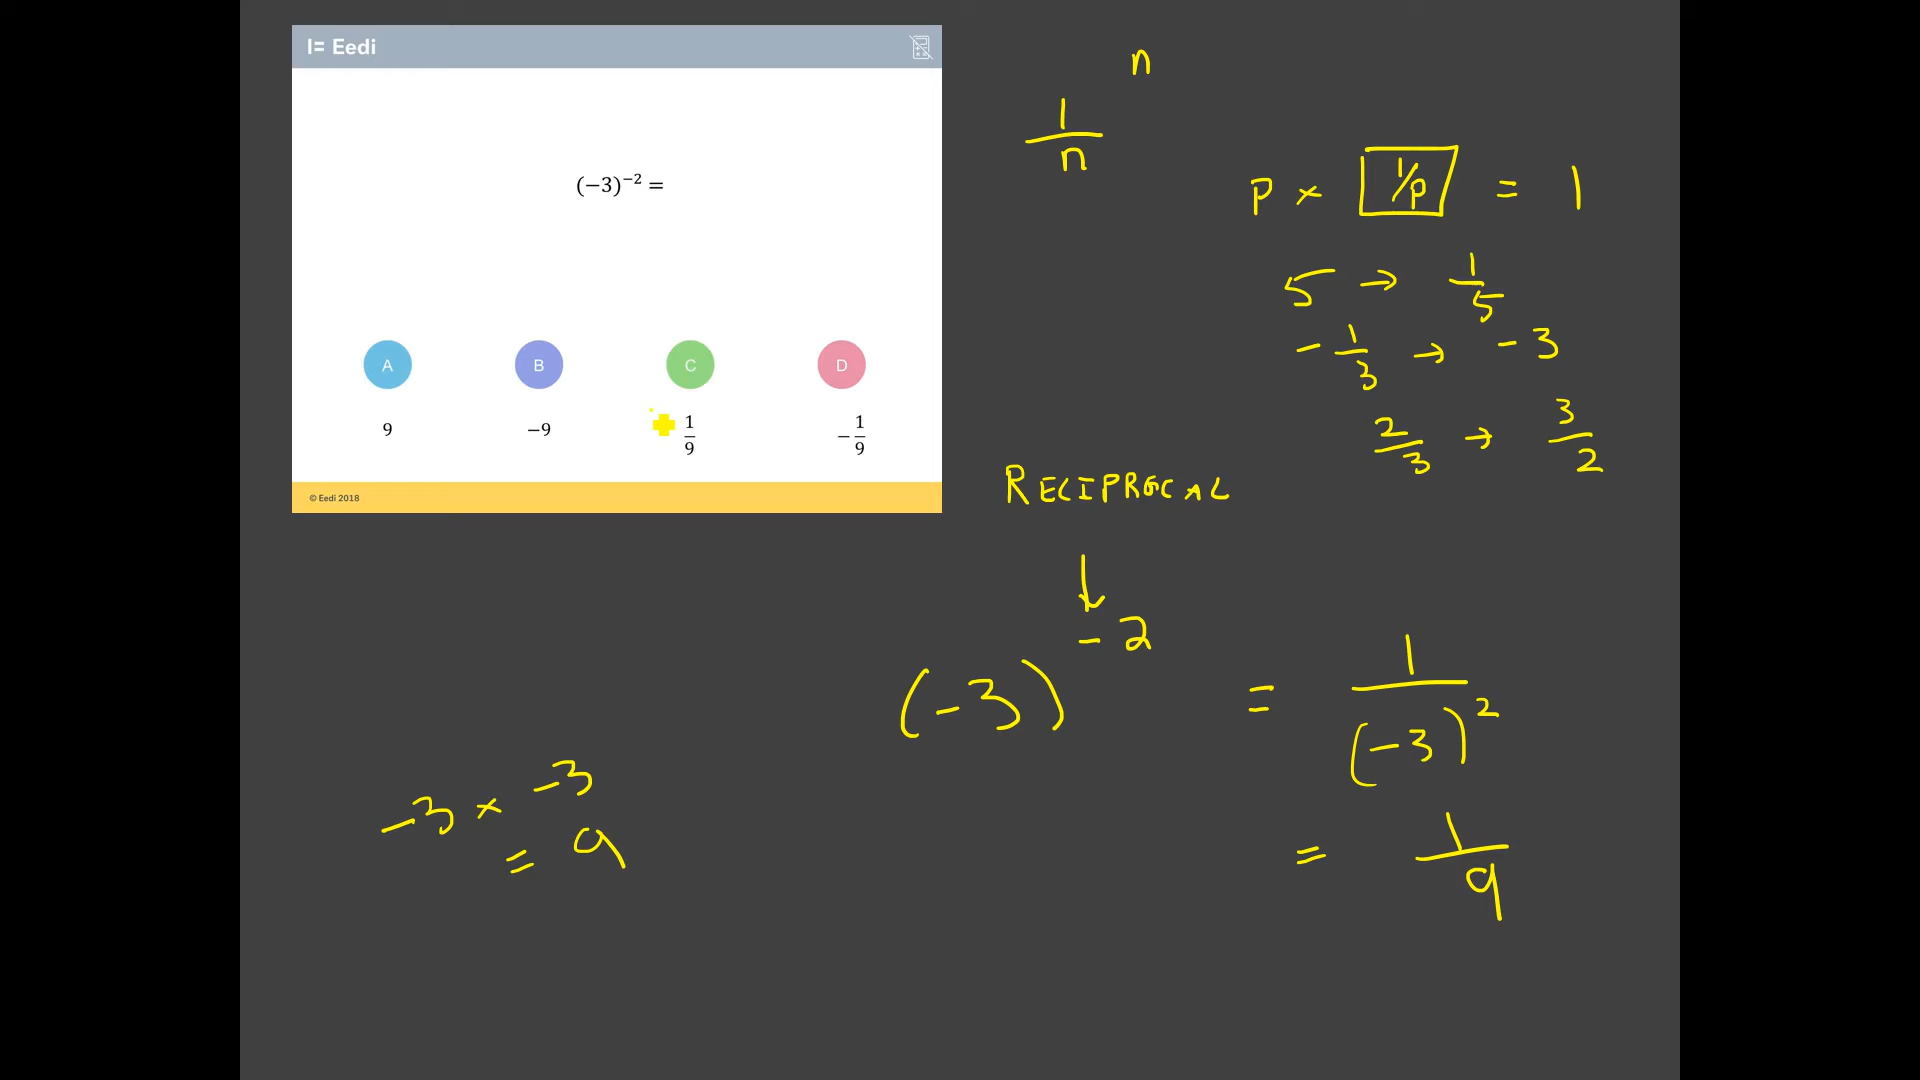 I= Eedi
(−3)⁻² =
A
B
C
D
9
−9
1/9
−1/9
© Eedi 2018
n
1/n
p × 1/p = 1
5 → 1/5
-1/3 → -3
2/3 → 3/2
RECIPROCAL
↓
(-3)⁻² = 1/(-3)²
-3 × -3
= 9
= 1/9